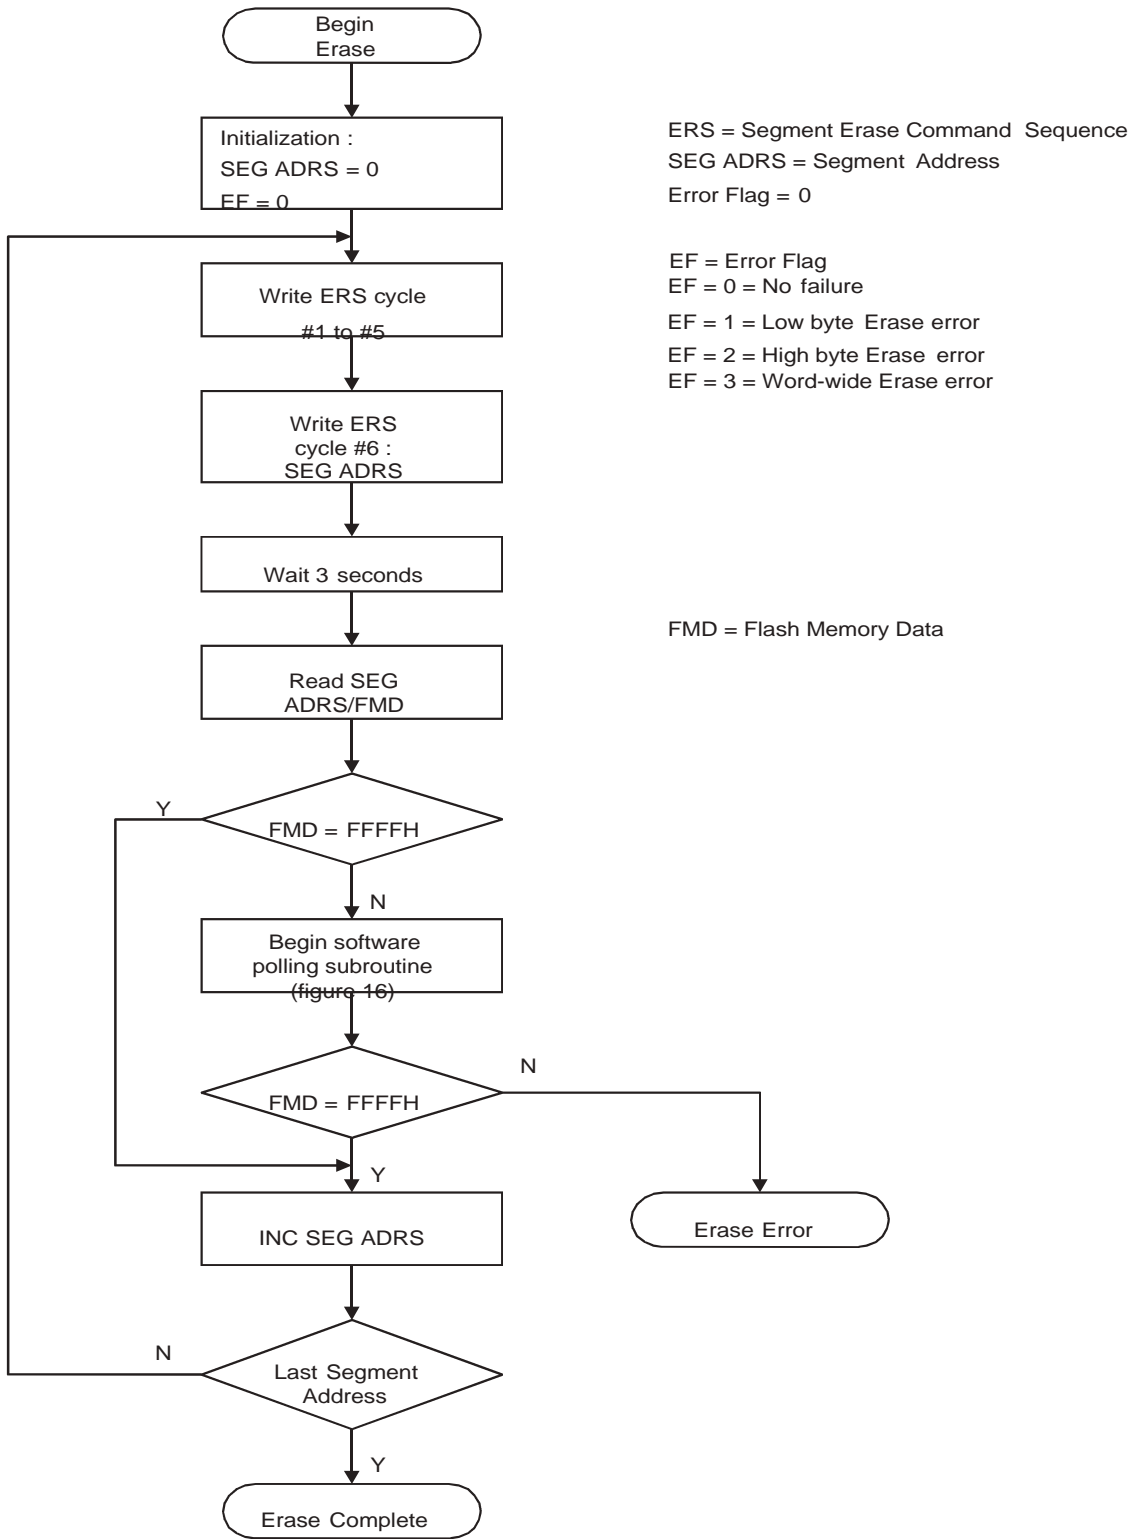 Begin
Erase
Initialization :
SEG ADRS = 0
EF = 0
ERS = Segment Erase Command Sequence
SEG ADRS = Segment Address
Error Flag = 0
Write ERS cycle
#1 to #5
EF = Error Flag
EF = 0 = No failure
EF = 1 = Low byte Erase error
EF = 2 = High byte Erase error
EF = 3 = Word-wide Erase error
Write ERS
cycle #6 :
SEG ADRS
Wait 3 seconds
FMD = Flash Memory Data
Read SEG
ADRS/FMD
Y
FMD = FFFFH
N
Begin software
polling subroutine
(figure 16)
N
FMD = FFFFH
Y
INC SEG ADRS
Erase Error
N
Last Segment
Address
Y
Erase Complete